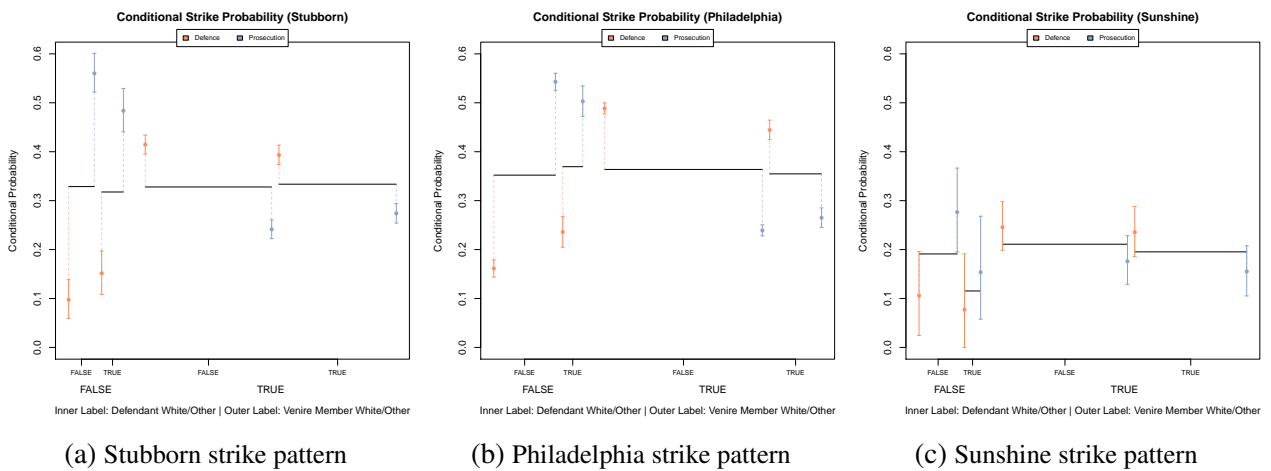 Conditional Strike Probability (Stubborn)
Defence Prosecution
Conditional Probability
0.0 0.1 0.2 0.3 0.4 0.5 0.6
FALSE TRUE FALSE TRUE
FALSE TRUE
Inner Label: Defendant White/Other | Outer Label: Venire Member White/Other
(a) Stubborn strike pattern
Conditional Strike Probability (Philadelphia)
Defence Prosecution
Conditional Probability
0.0 0.1 0.2 0.3 0.4 0.5 0.6
FALSE TRUE FALSE TRUE
FALSE TRUE
Inner Label: Defendant White/Other | Outer Label: Venire Member White/Other
(b) Philadelphia strike pattern
Conditional Strike Probability (Sunshine)
Defence Prosecution
Conditional Probability
0.0 0.1 0.2 0.3 0.4 0.5 0.6
FALSE TRUE FALSE TRUE
FALSE TRUE
Inner Label: Defendant White/Other | Outer Label: Venire Member White/Other
(c) Sunshine strike pattern